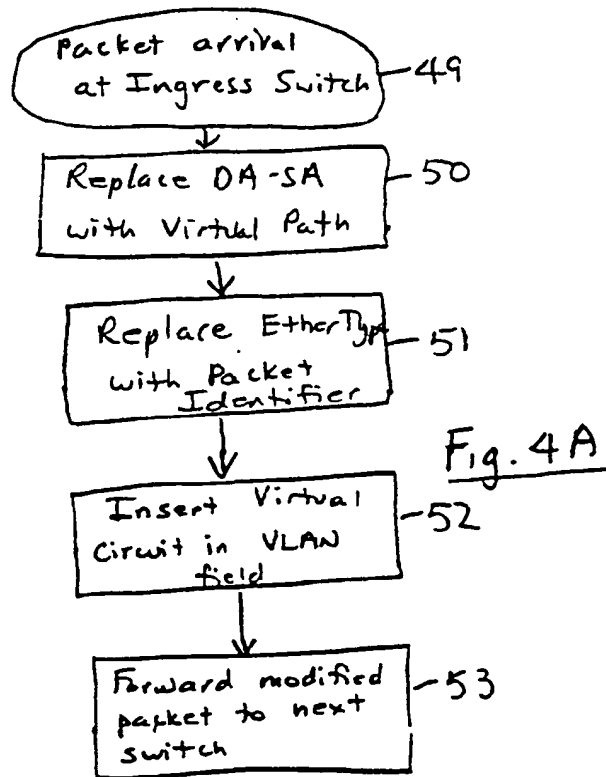 Packet arrival
at Ingress Switch
49
Replace DA-SA
with Virtual Path
50
Replace EtherTyp
with Packet
Identifier
51
Fig. 4A
Insert Virtual
Circuit in VLAN
field
52
Forward modified
packet to next
switch
53